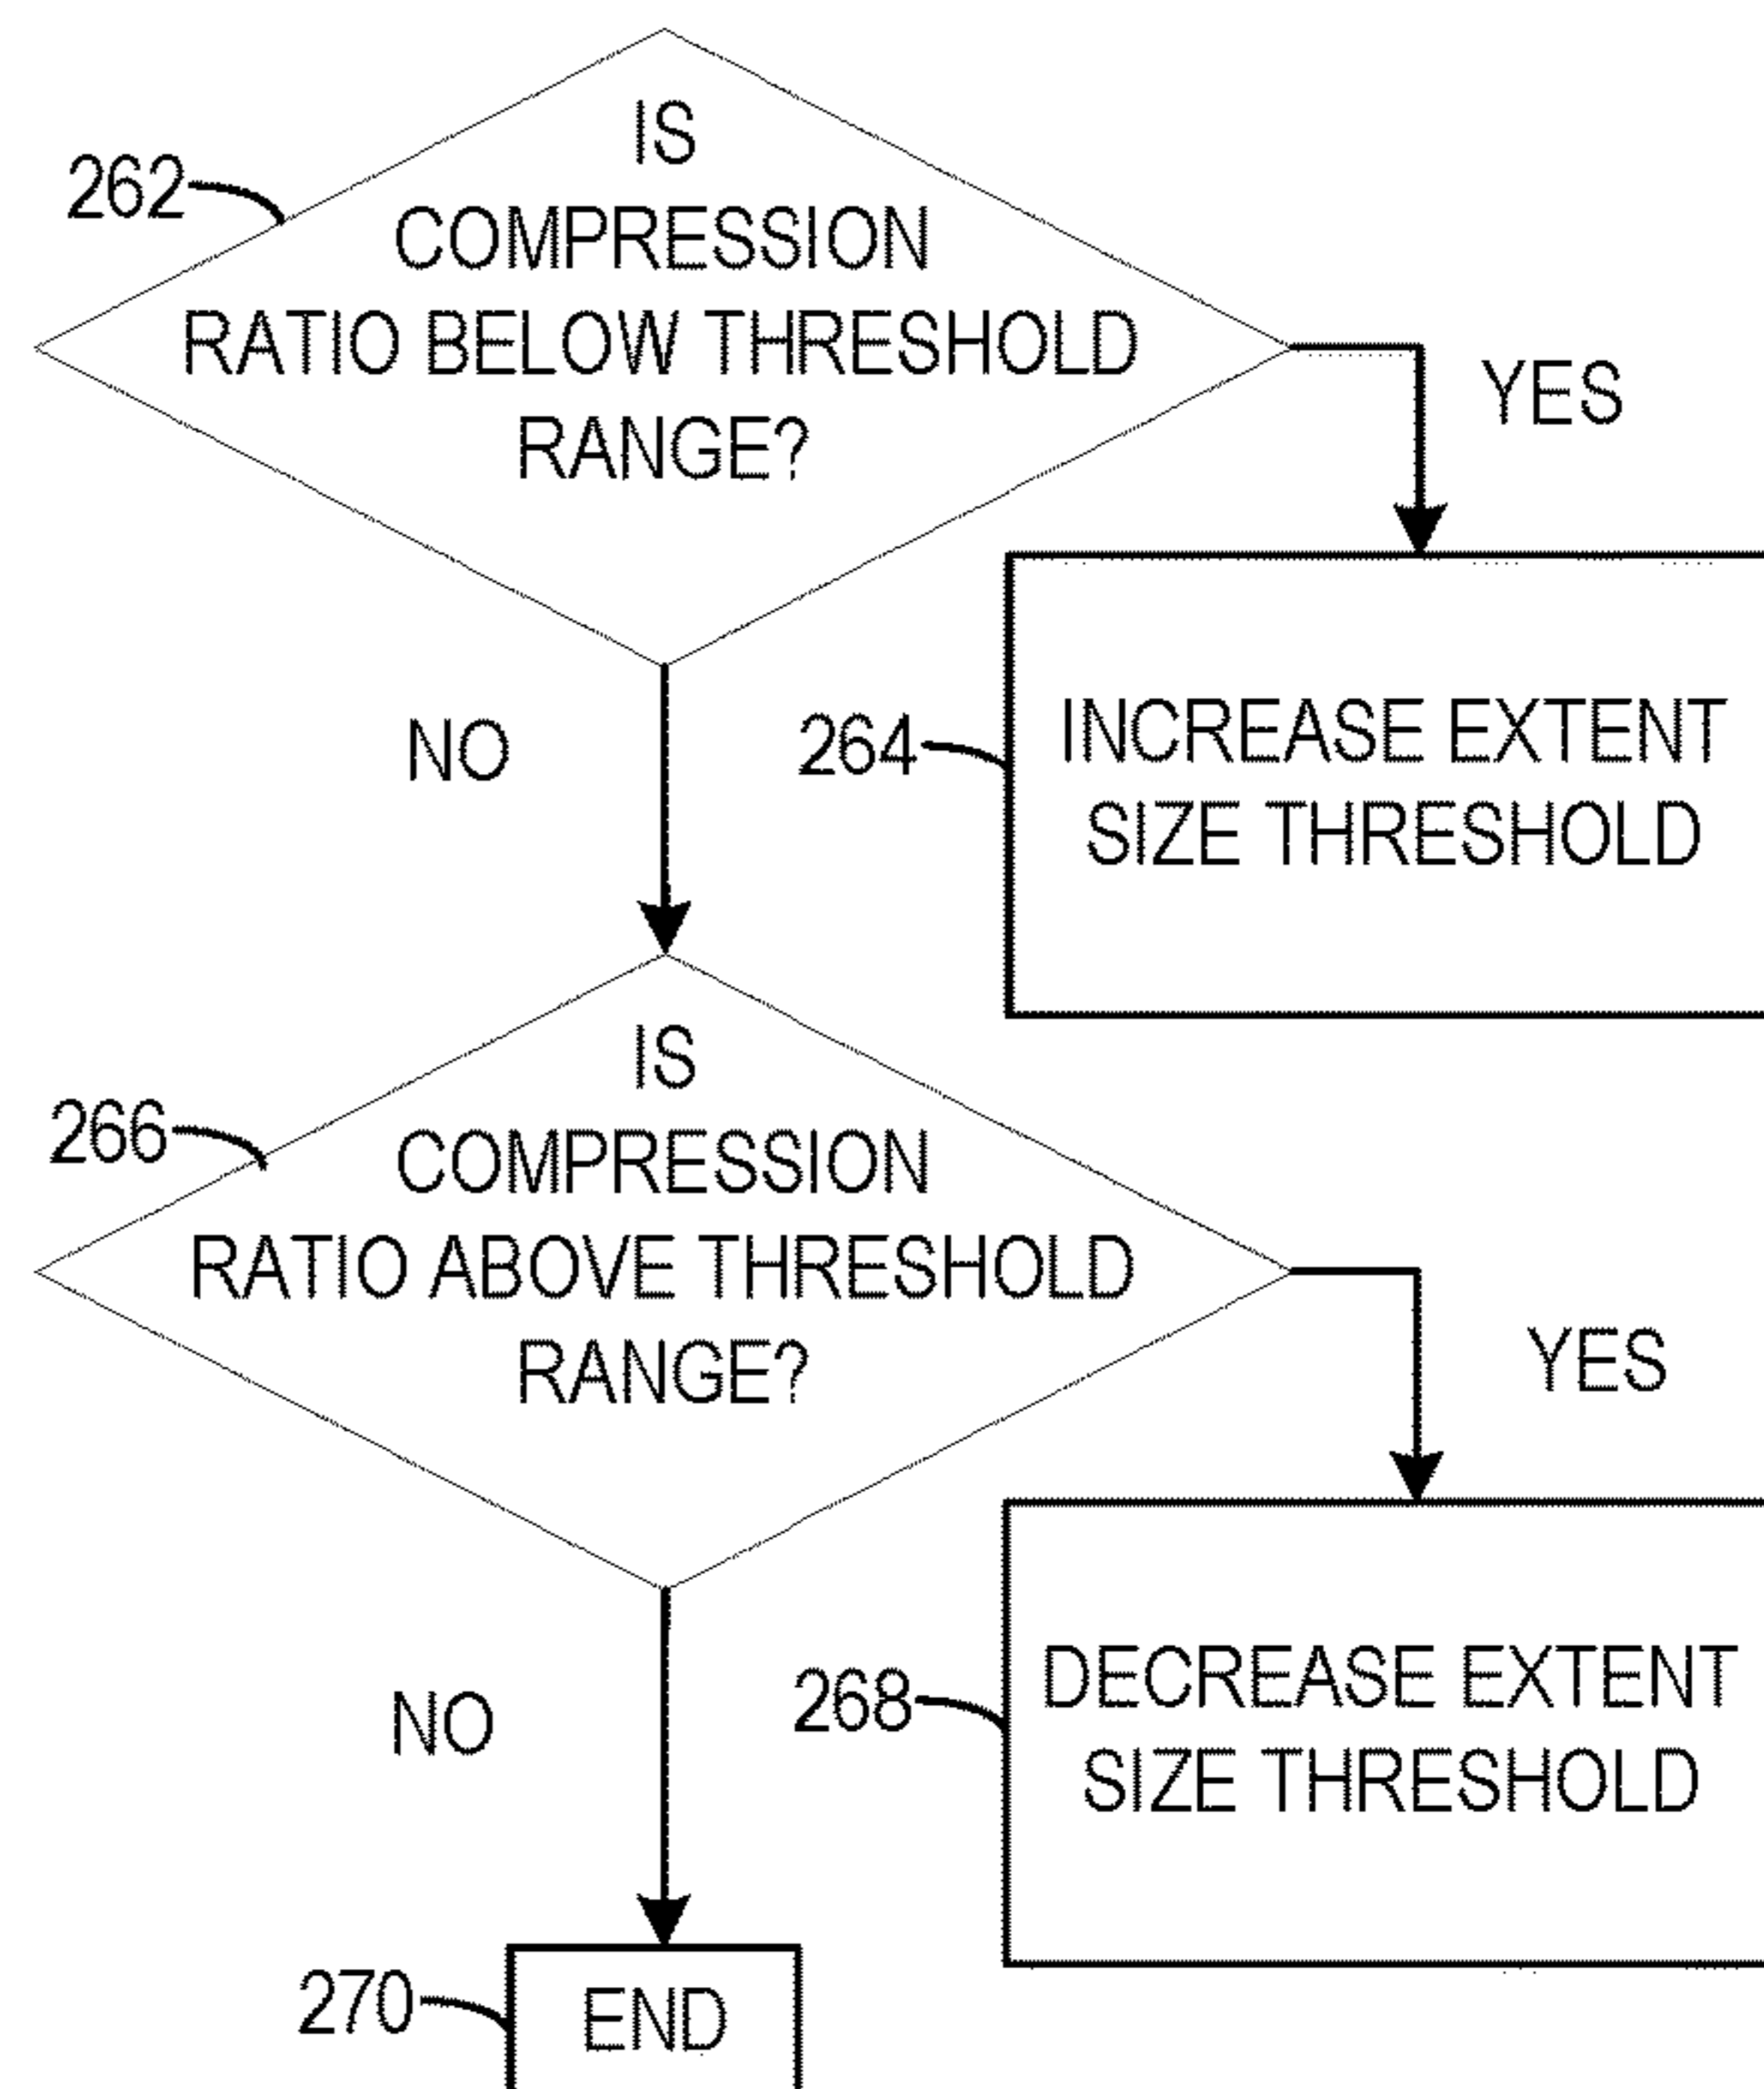 IS
262
COMPRESSION
RATIO BELOW THRESHOLD
RANGE?
YES
NO
264
INCREASE EXTENT
SIZE THRESHOLD
IS
266
COMPRESSION
RATIO ABOVE THRESHOLD
RANGE?
YES
NO
268
DECREASE EXTENT
SIZE THRESHOLD
270
END